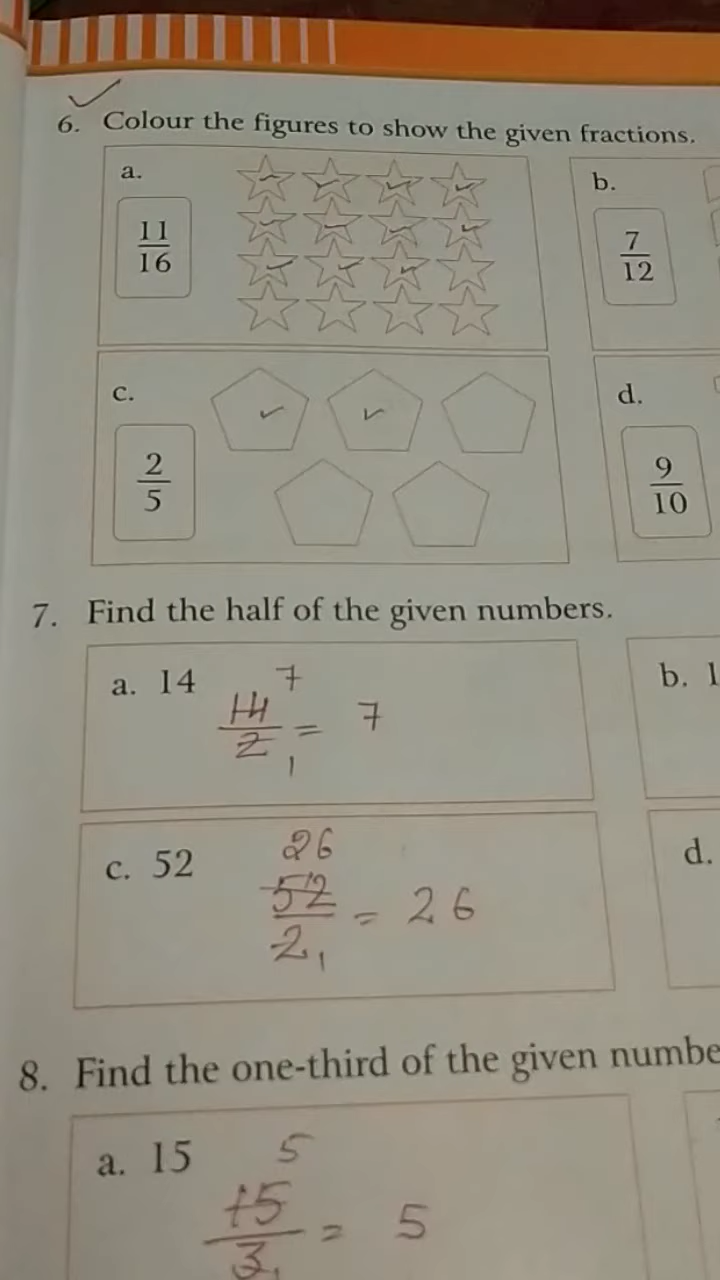 6. Colour the figures to show the given fractions.
a.
11
16
b.
7
12
c.
2
5
d.
9
10
7. Find the half of the given numbers.
a. 14
7
14
2 1 = 7
b. 1
c. 52
26
52
2 1 = 26
d.
8. Find the one-third of the given numbe
a. 15
5
15
3 = 5